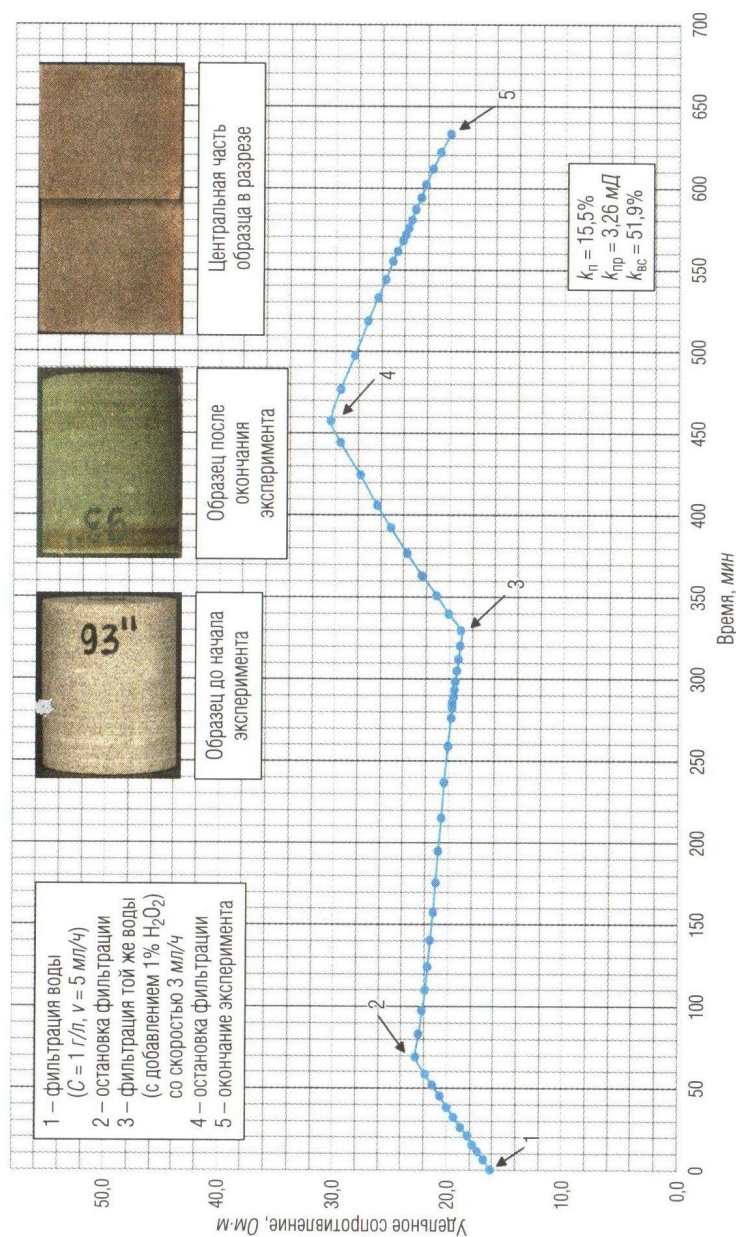 1 – фильтрация воды
(C = 1 г/л, v = 5 мл/ч)
2 – остановка фильтрации
3 – фильтрация той же воды
(с добавлением 1% H₂O₂)
со скоростью 3 мл/ч
4 – остановка фильтрации
5 – окончание эксперимента
93"
Образец до начала
эксперимента
Образец после
окончания
эксперимента
Центральная часть
образца в разрезе
1
2
3
4
5
kп = 15,5%
kпр = 3,26 мД
kвс = 51,9%
Удельное сопротивление, Ом·м
50,0
40,0
30,0
20,0
10,0
0,0
0
50
100
150
200
250
300
350
400
450
500
550
600
650
700
Время, мин